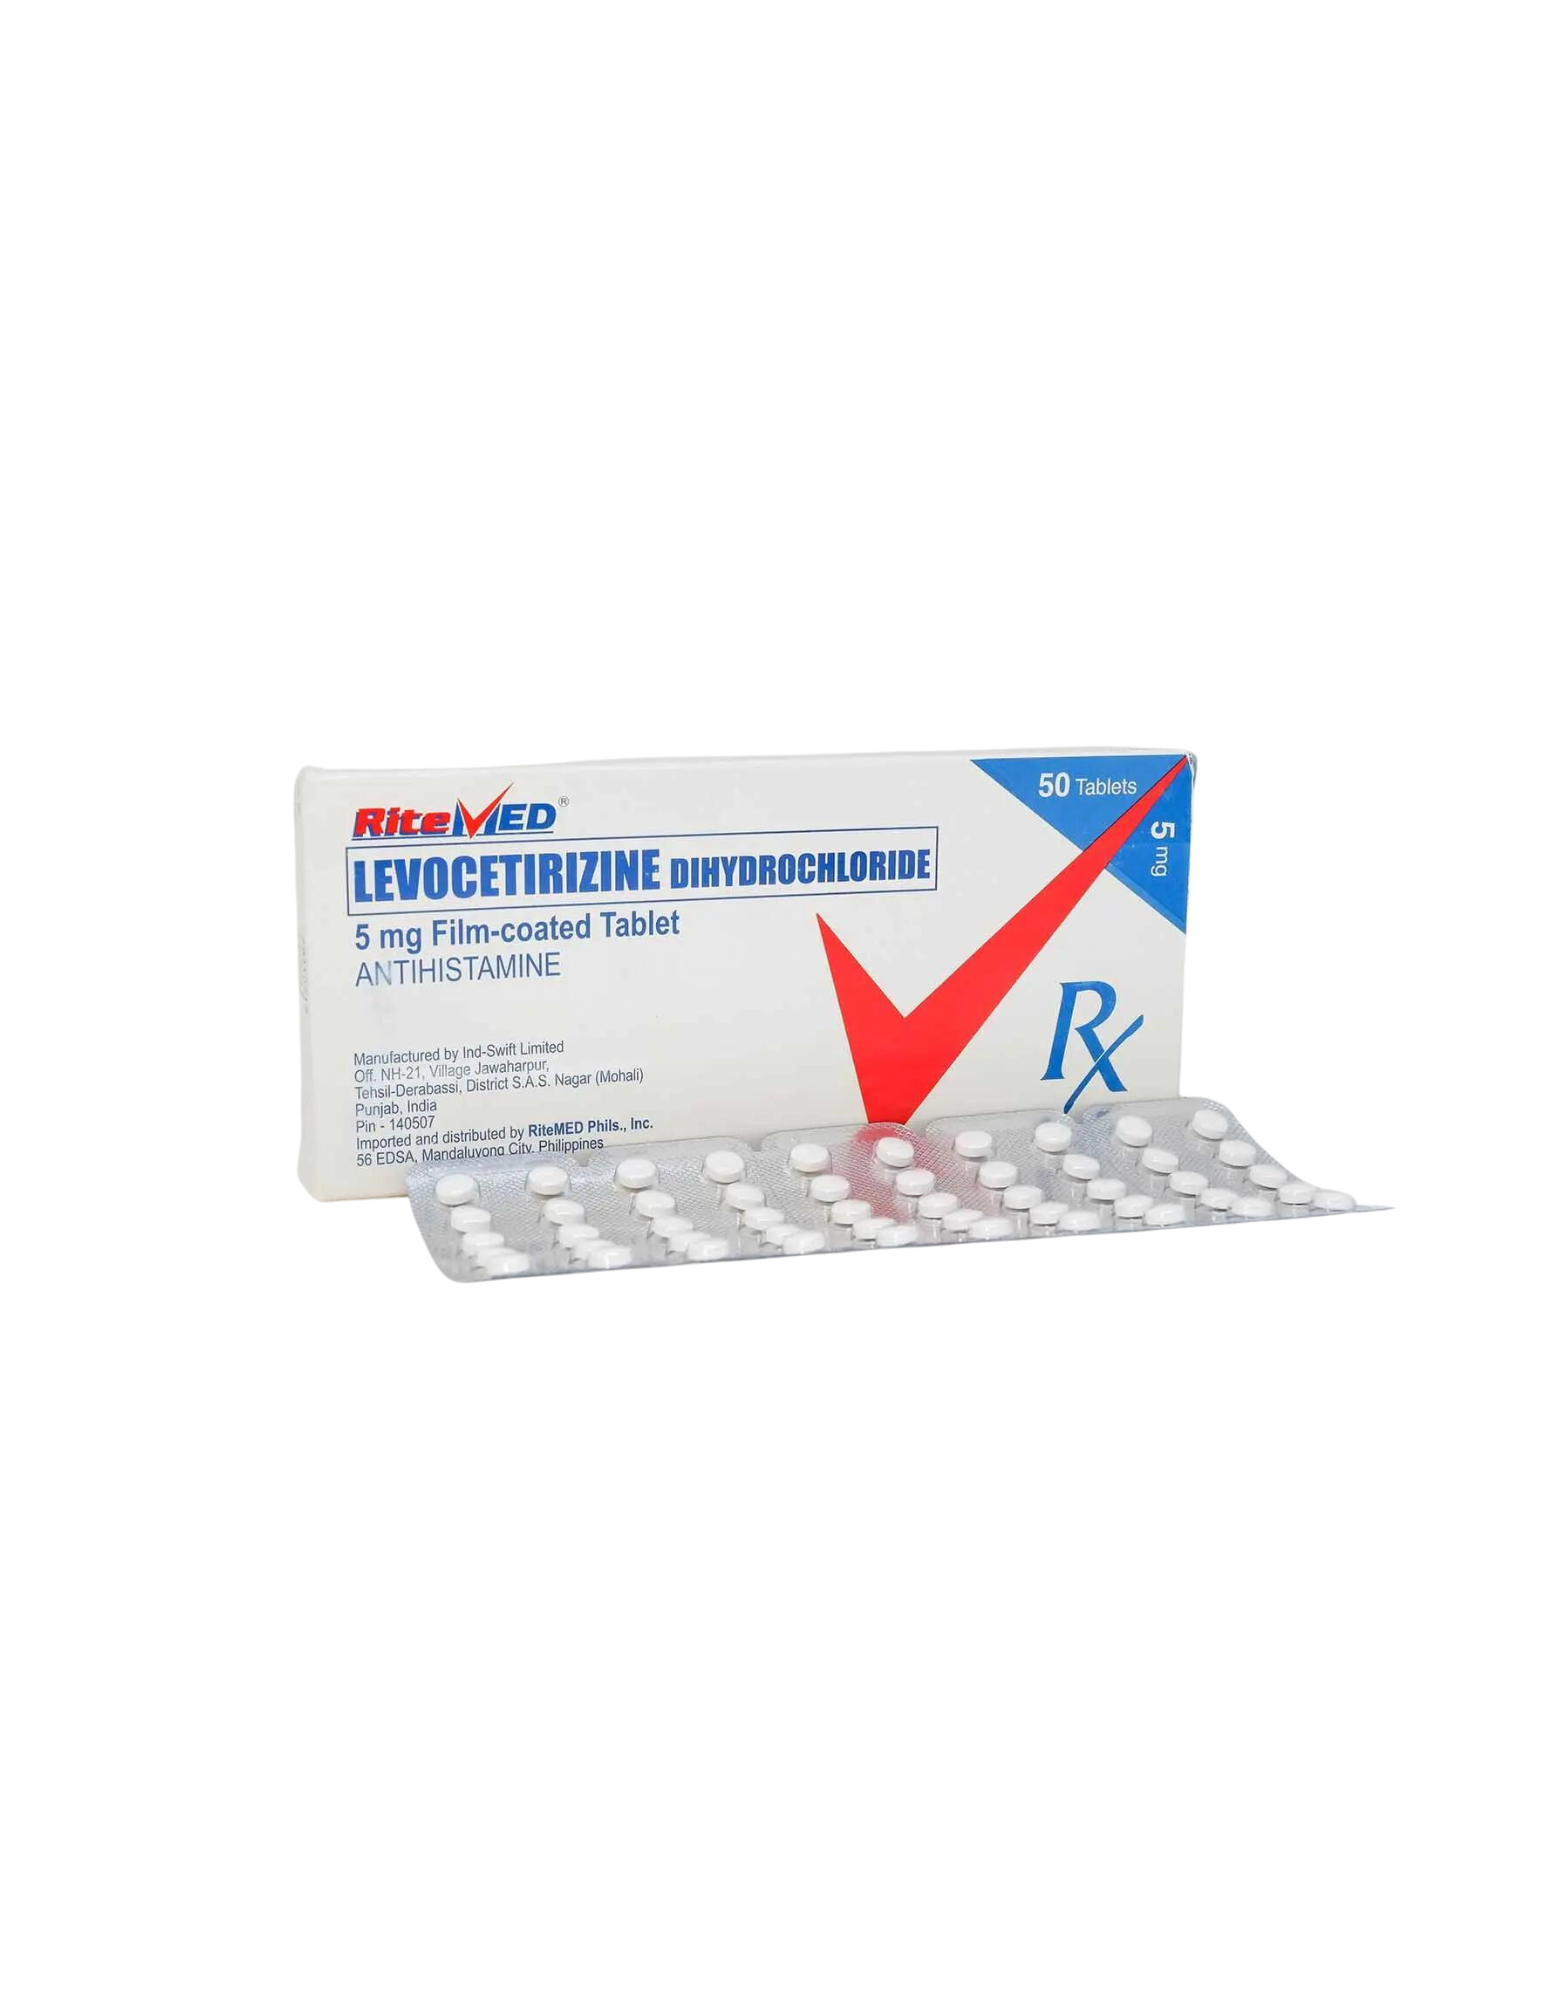 RiteMED®
LEVOCETIRIZINE DIHYDROCHLORIDE
5 mg Film-coated Tablet
ANTIHISTAMINE
Manufactured by Ind-Swift Limited
Off. NH-21, Village Jawaharpur,
Tehsil-Derabassi, District S.A.S. Nagar (Mohali)
Punjab, India
Pin - 140507
Imported and distributed by RiteMED Phils., Inc.
56 EDSA, Mandaluyong City, Philippines
50 Tablets
5 mg
Rx